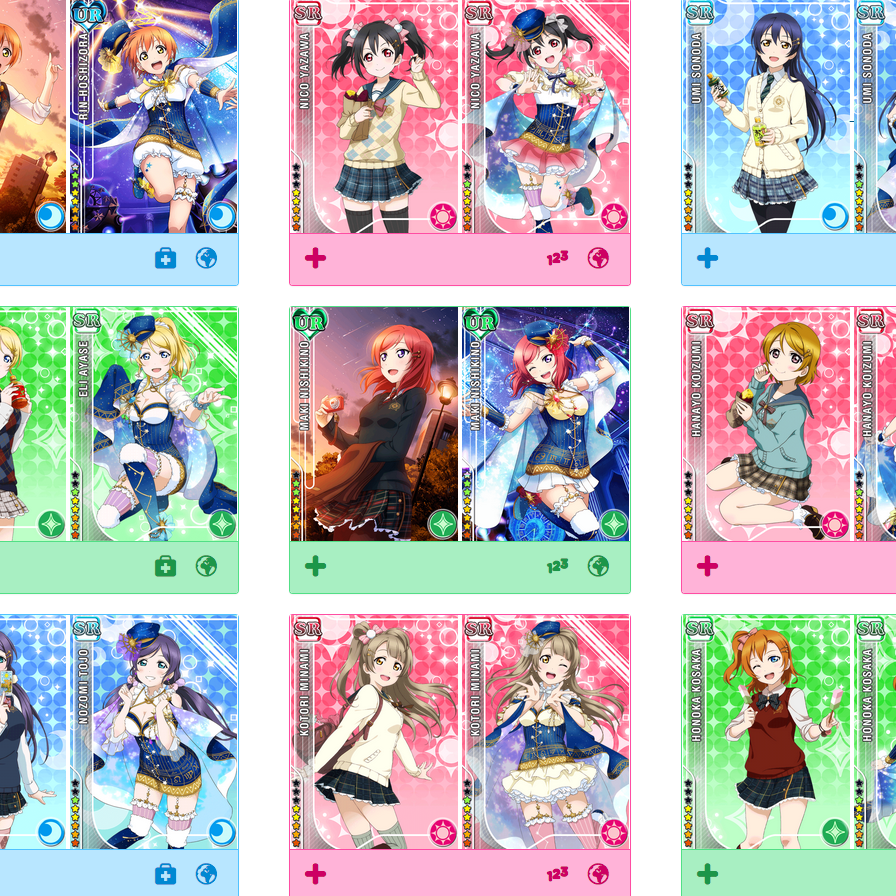 UR
RIN HOSHIZORA
SR
NICO YAZAWA
SR
NICO YAZAWA
SR
UMI SONODA
SR
UMI SONODA
123
SR
ELI AYASE
UR
MAKI NISHIKINO
UR
MAKI NISHIKINO
SR
HANAYO KOIZUMI
SR
HANAYO KOIZUMI
123
SR
NOZOMI TOJO
SR
KOTORI MINAMI
SR
KOTORI MINAMI
SR
HONOKA KOSAKA
SR
HONOKA KOSAKA
123